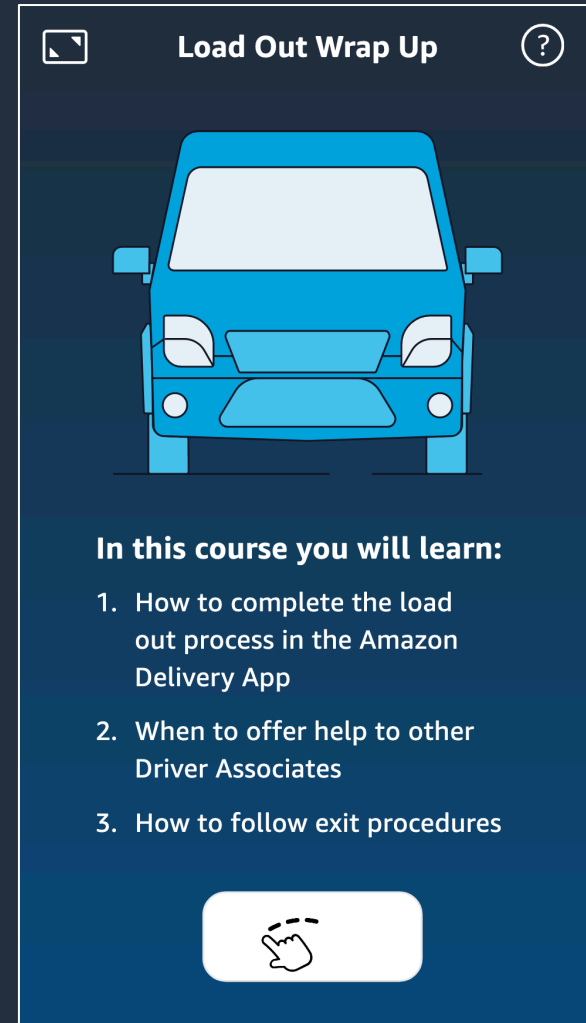 Load Out Wrap Up
?
In this course you will learn:
1. How to complete the load
out process in the Amazon
Delivery App
2. When to offer help to other
Driver Associates
3. How to follow exit procedures